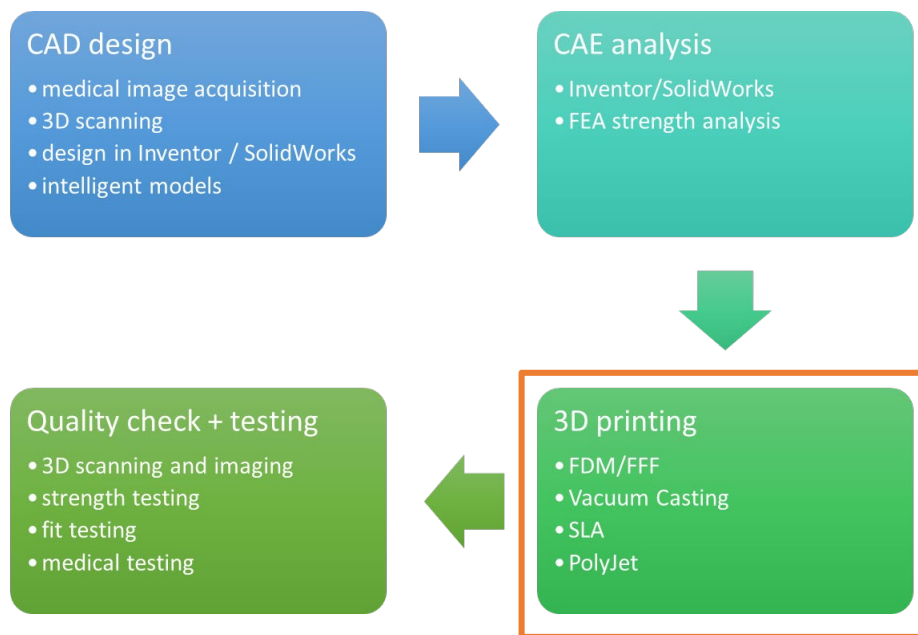 CAD design
• medical image acquisition
• 3D scanning
• design in Inventor / SolidWorks
• intelligent models
CAE analysis
• Inventor/SolidWorks
• FEA strength analysis
3D printing
• FDM/FFF
• Vacuum Casting
• SLA
• PolyJet
Quality check + testing
• 3D scanning and imaging
• strength testing
• fit testing
• medical testing